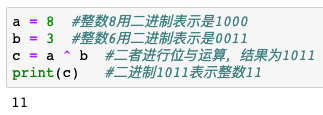 a = 8  #整数8用二进制表示是1000
b = 3  #整数6用二进制表示是0011
c = a ^ b  #二者进行位与运算，结果为1011
print(c)   #二进制1011表示整数11
11